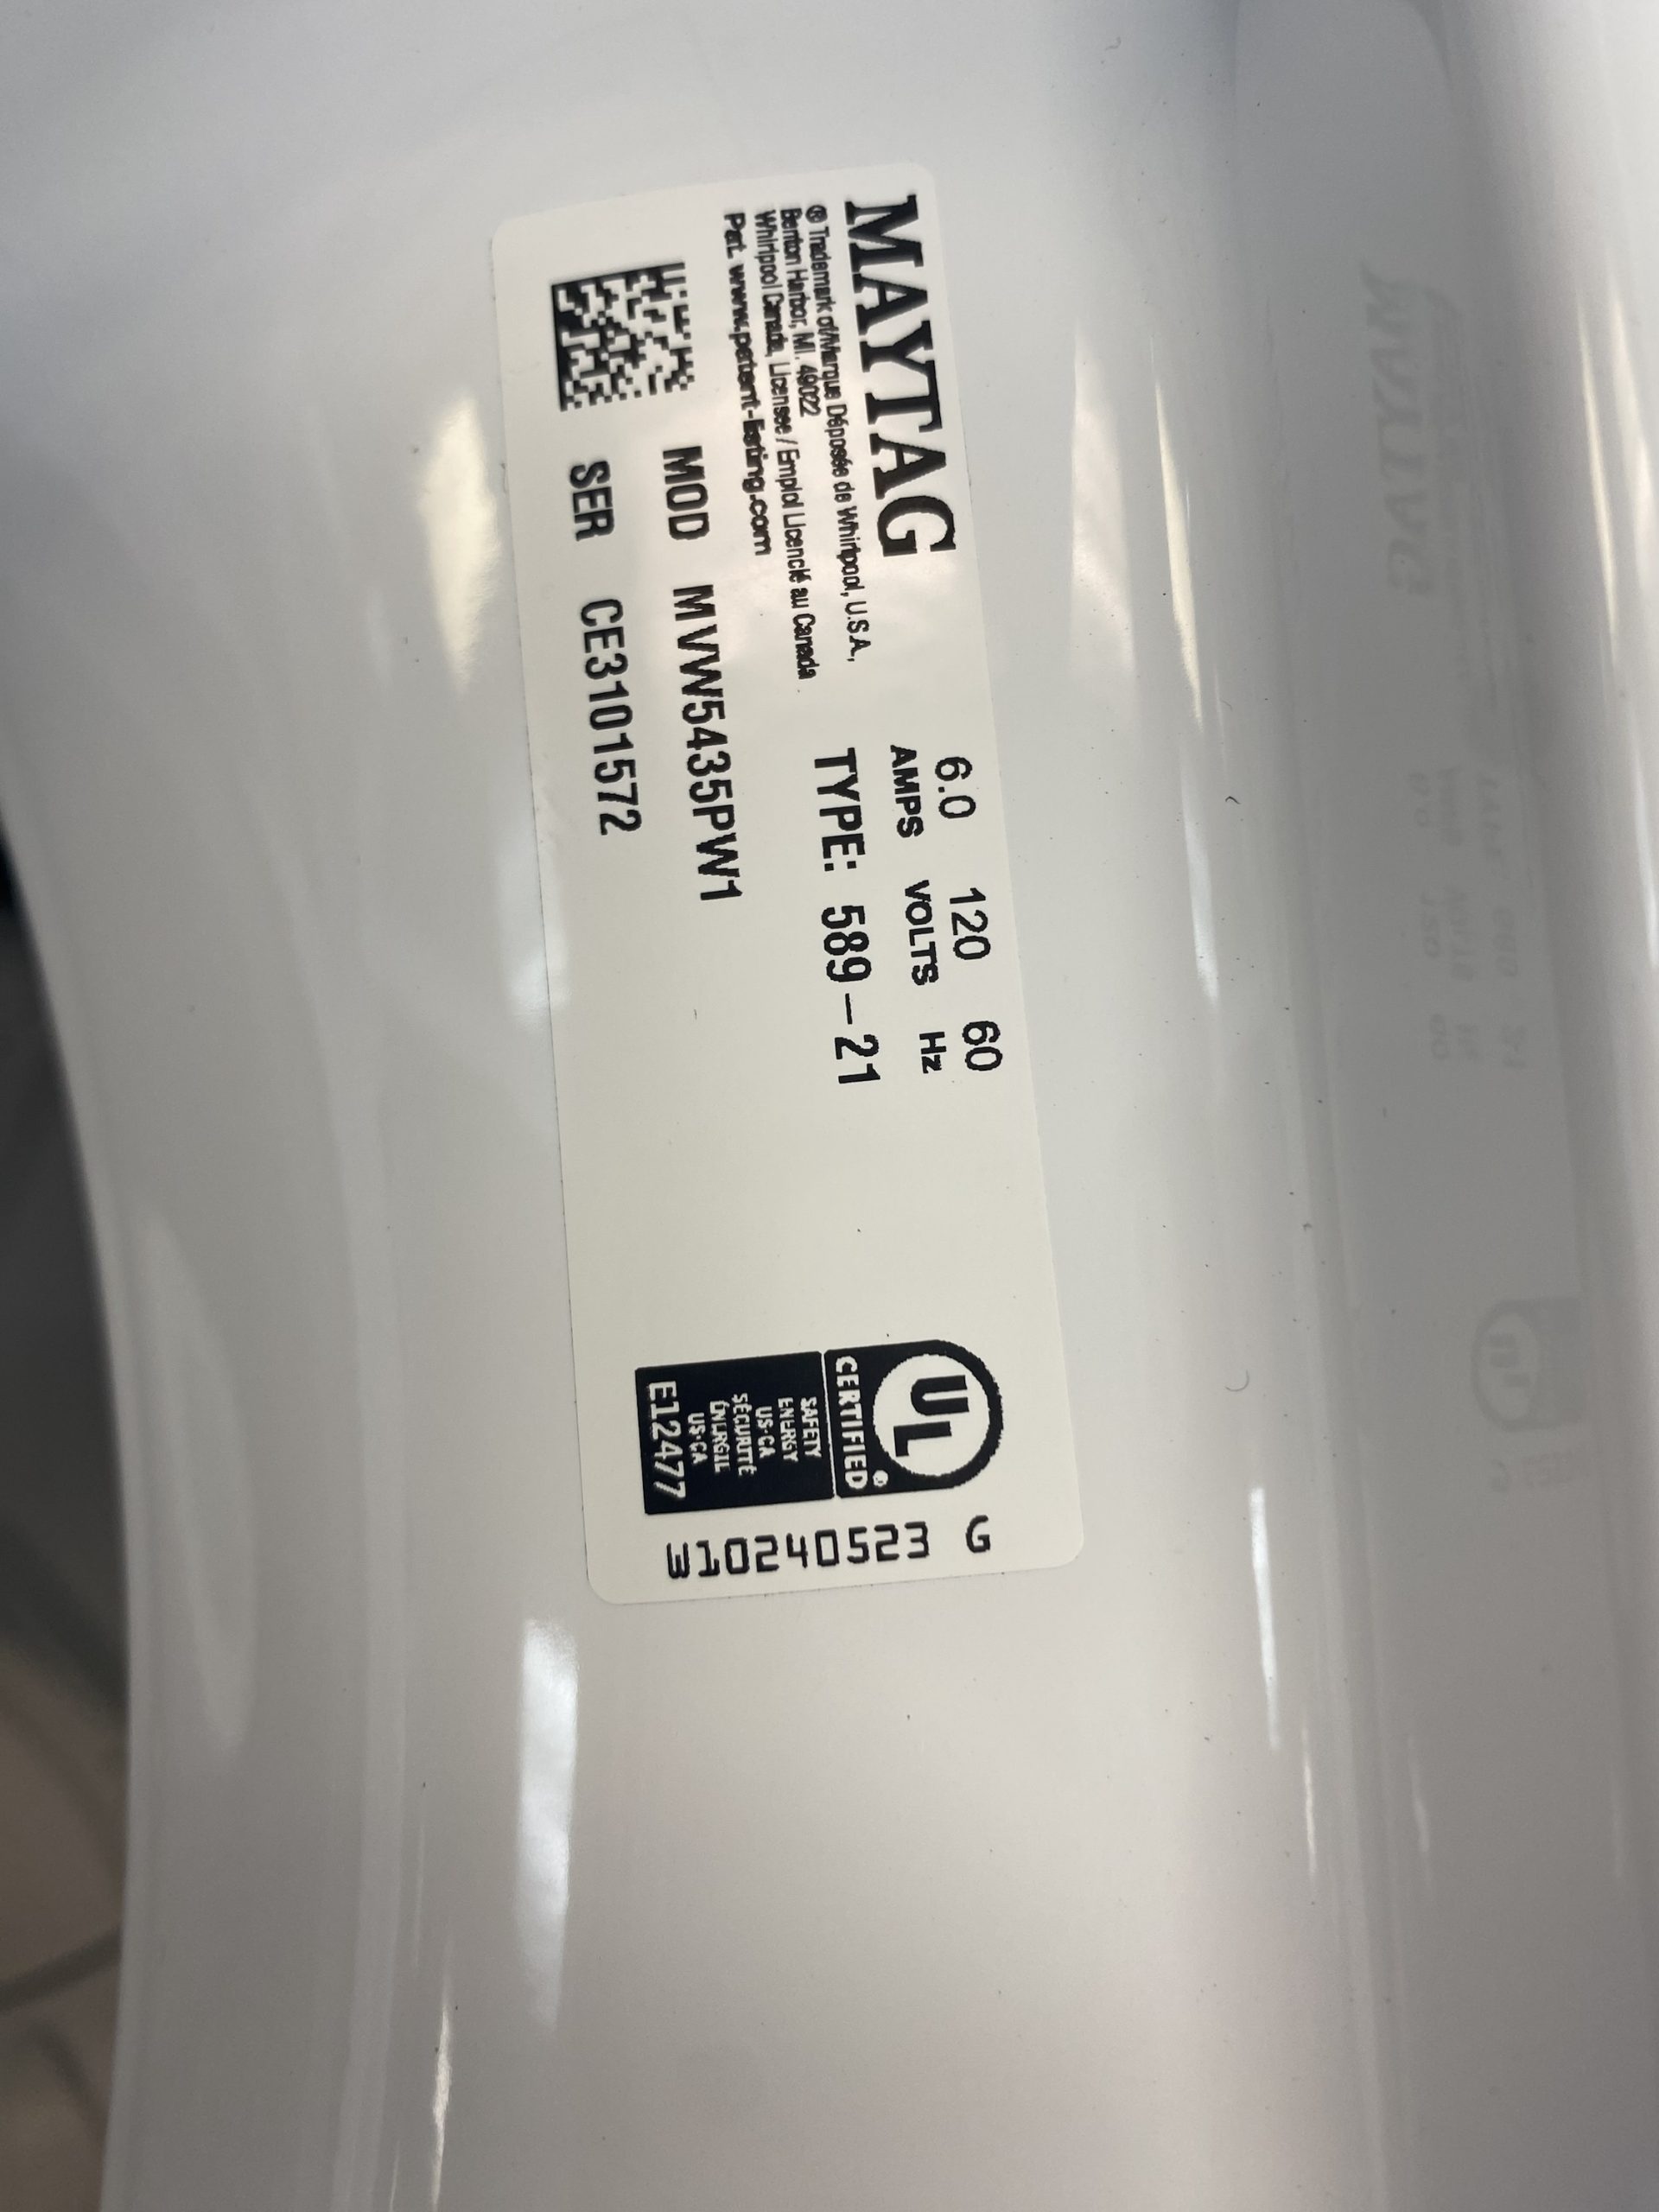 MAYTAG
® Trademark of/Marque Déposée de Whirlpool, U.S.A.,
Benton Harbor, MI. 49022
Whirlpool Canada, Licensee / Emploi Licencié au Canada
Pat. www.patent-listing.com
6.0 120 60
AMPS VOLTS Hz
TYPE: 589-21
MOD MVW5435PW1
SER CE3101572
UL
CERTIFIED®
SAFETY
ENERGY
US-CA
SÉCURITÉ
ÉNERGIE
US-CA
E12477
W10240523 G